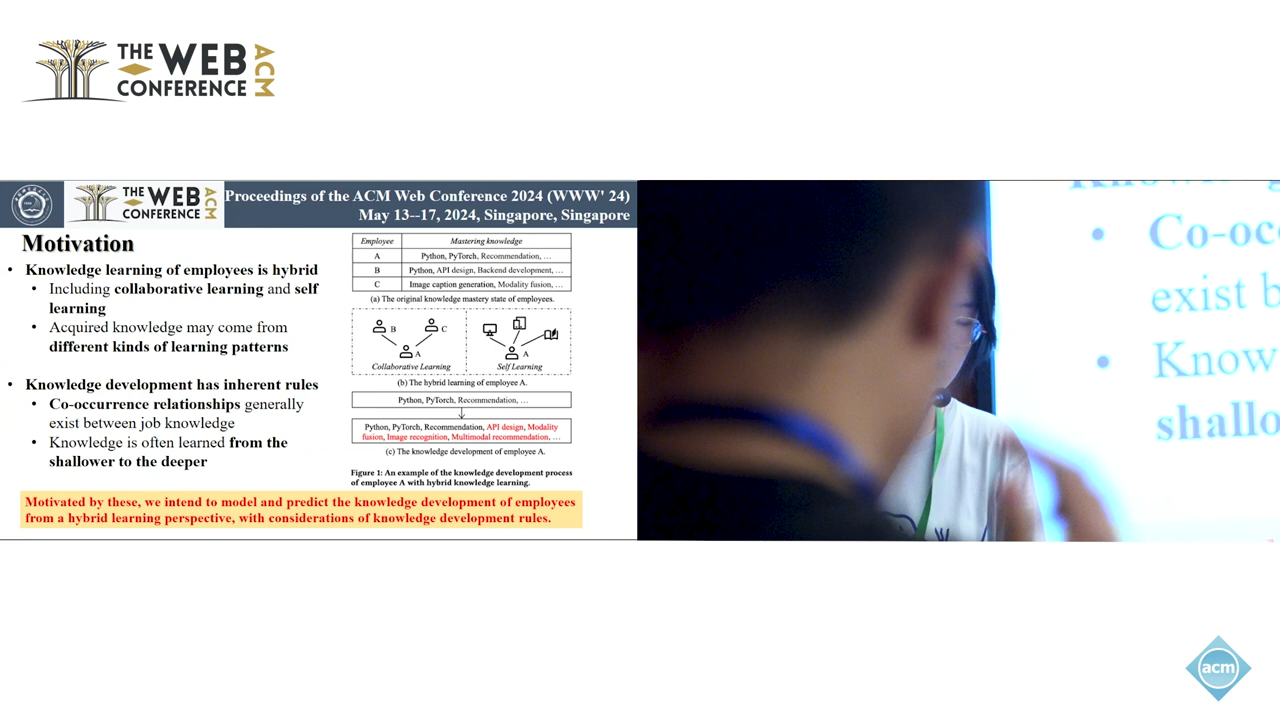 THE WEB
CONFERENCE
ACM
THE WEB
CONFERENCE
ACM
Proceedings of the ACM Web Conference 2024 (WWW' 24)
May 13--17, 2024, Singapore, Singapore
Motivation
• Knowledge learning of employees is hybrid
• Including collaborative learning and self
learning
• Acquired knowledge may come from
different kinds of learning patterns
• Knowledge development has inherent rules
• Co-occurrence relationships generally
exist between job knowledge
• Knowledge is often learned from the
shallower to the deeper
Employee Mastering knowledge
A Python, PyTorch, Recommendation, …
B Python, API design, Backend development, …
C Image caption generation, Modality fusion, …
(a) The original knowledge mastery state of employees.
B C
A A
Collaborative Learning Self Learning
(b) The hybrid learning of employee A.
Python, PyTorch, Recommendation, …
Python, PyTorch, Recommendation, API design, Modality
fusion, Image recognition, Multimodal recommendation, …
(c) The knowledge development of employee A.
Figure 1: An example of the knowledge development process
of employee A with hybrid knowledge learning.
Motivated by these, we intend to model and predict the knowledge development of employees
from a hybrid learning perspective, with considerations of knowledge development rules.
• Co-occ
exist b
• Know
shallo
acm